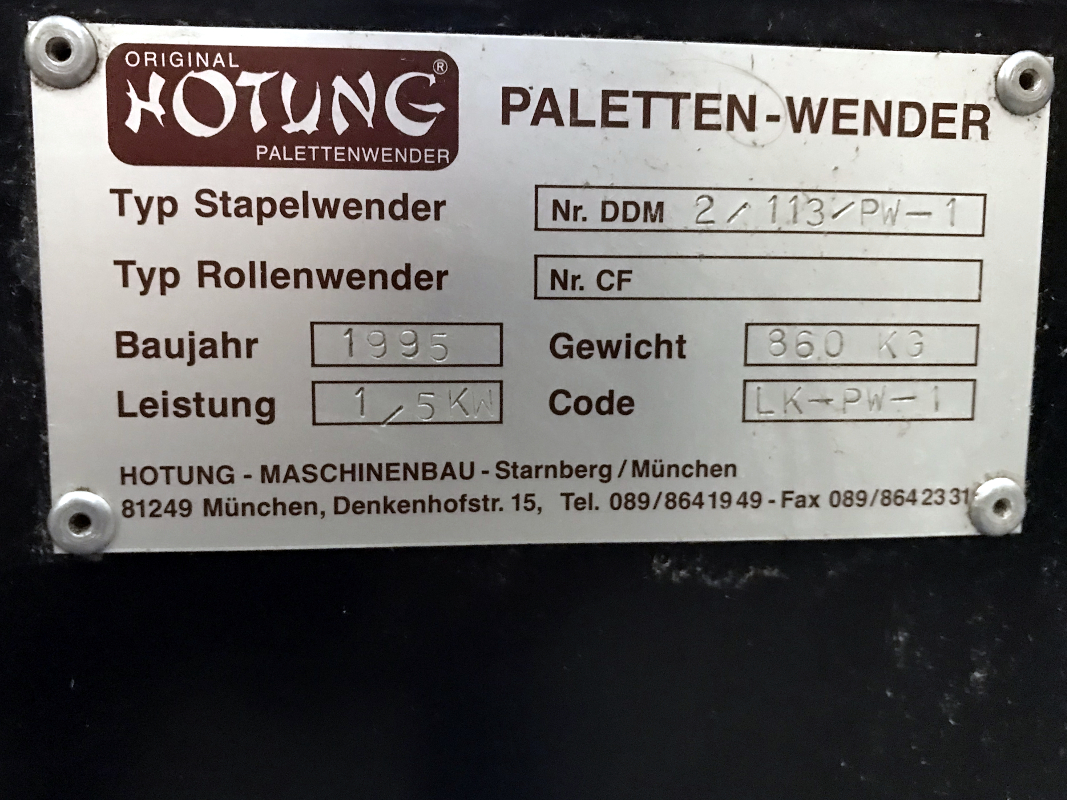 ORIGINAL
HOTUNG®
PALETTENWENDER
PALETTEN-WENDER
Typ Stapelwender Nr. DDM 2/113/PW-1
Typ Rollenwender Nr. CF
Baujahr 1995 Gewicht 860 KG
Leistung 1,5KW Code LK-PW-1
HOTUNG - MASCHINENBAU - Starnberg/München
81249 München, Denkenhofstr. 15, Tel. 089/8641949 - Fax 089/8642331